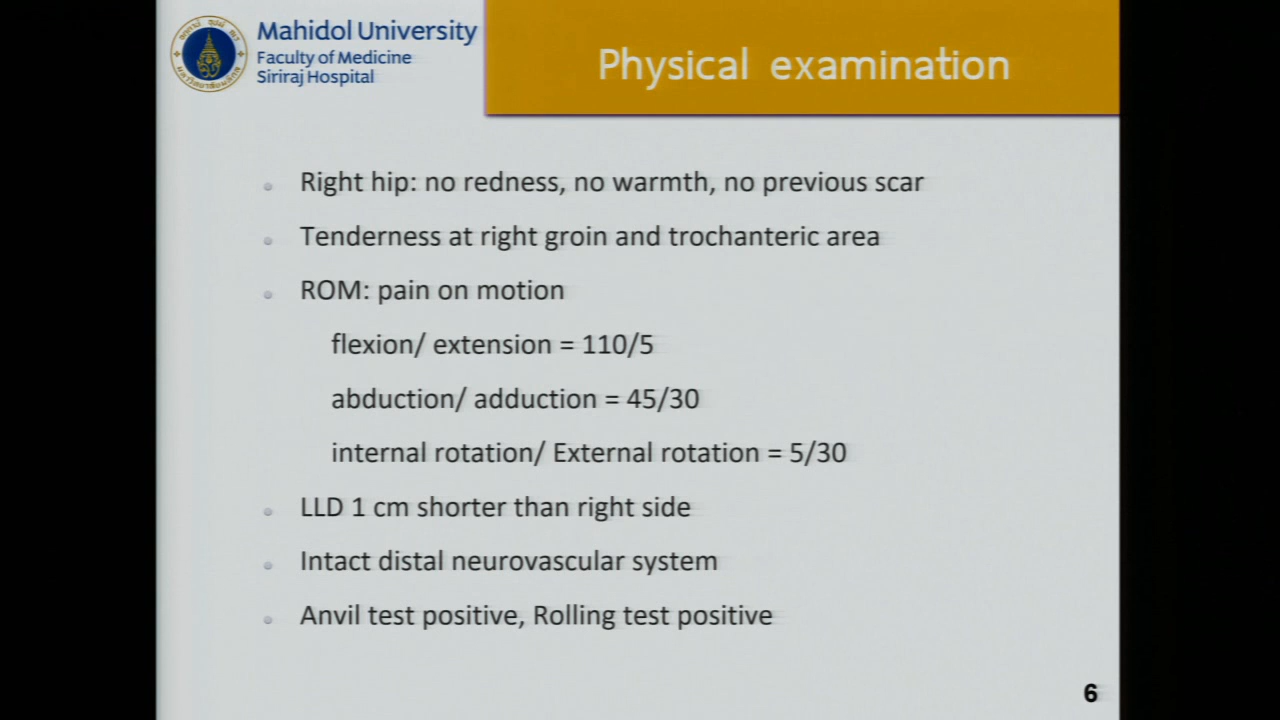 Mahidol University
Faculty of Medicine
Siriraj Hospital
Physical examination
Right hip: no redness, no warmth, no previous scar
Tenderness at right groin and trochanteric area
ROM: pain on motion
flexion/ extension = 110/5
abduction/ adduction = 45/30
internal rotation/ External rotation = 5/30
LLD 1 cm shorter than right side
Intact distal neurovascular system
Anvil test positive, Rolling test positive
6